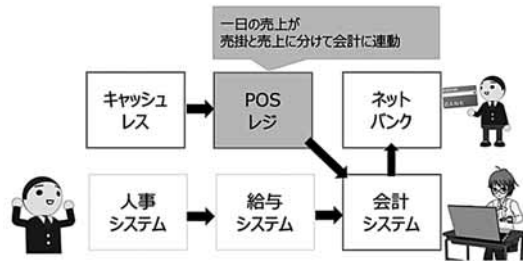 一日の売上が
売掛と売上に分けて会計に連動
キャッシュ
レス
POS
レジ
ネット
バンク
人事
システム
給与
システム
会計
システム